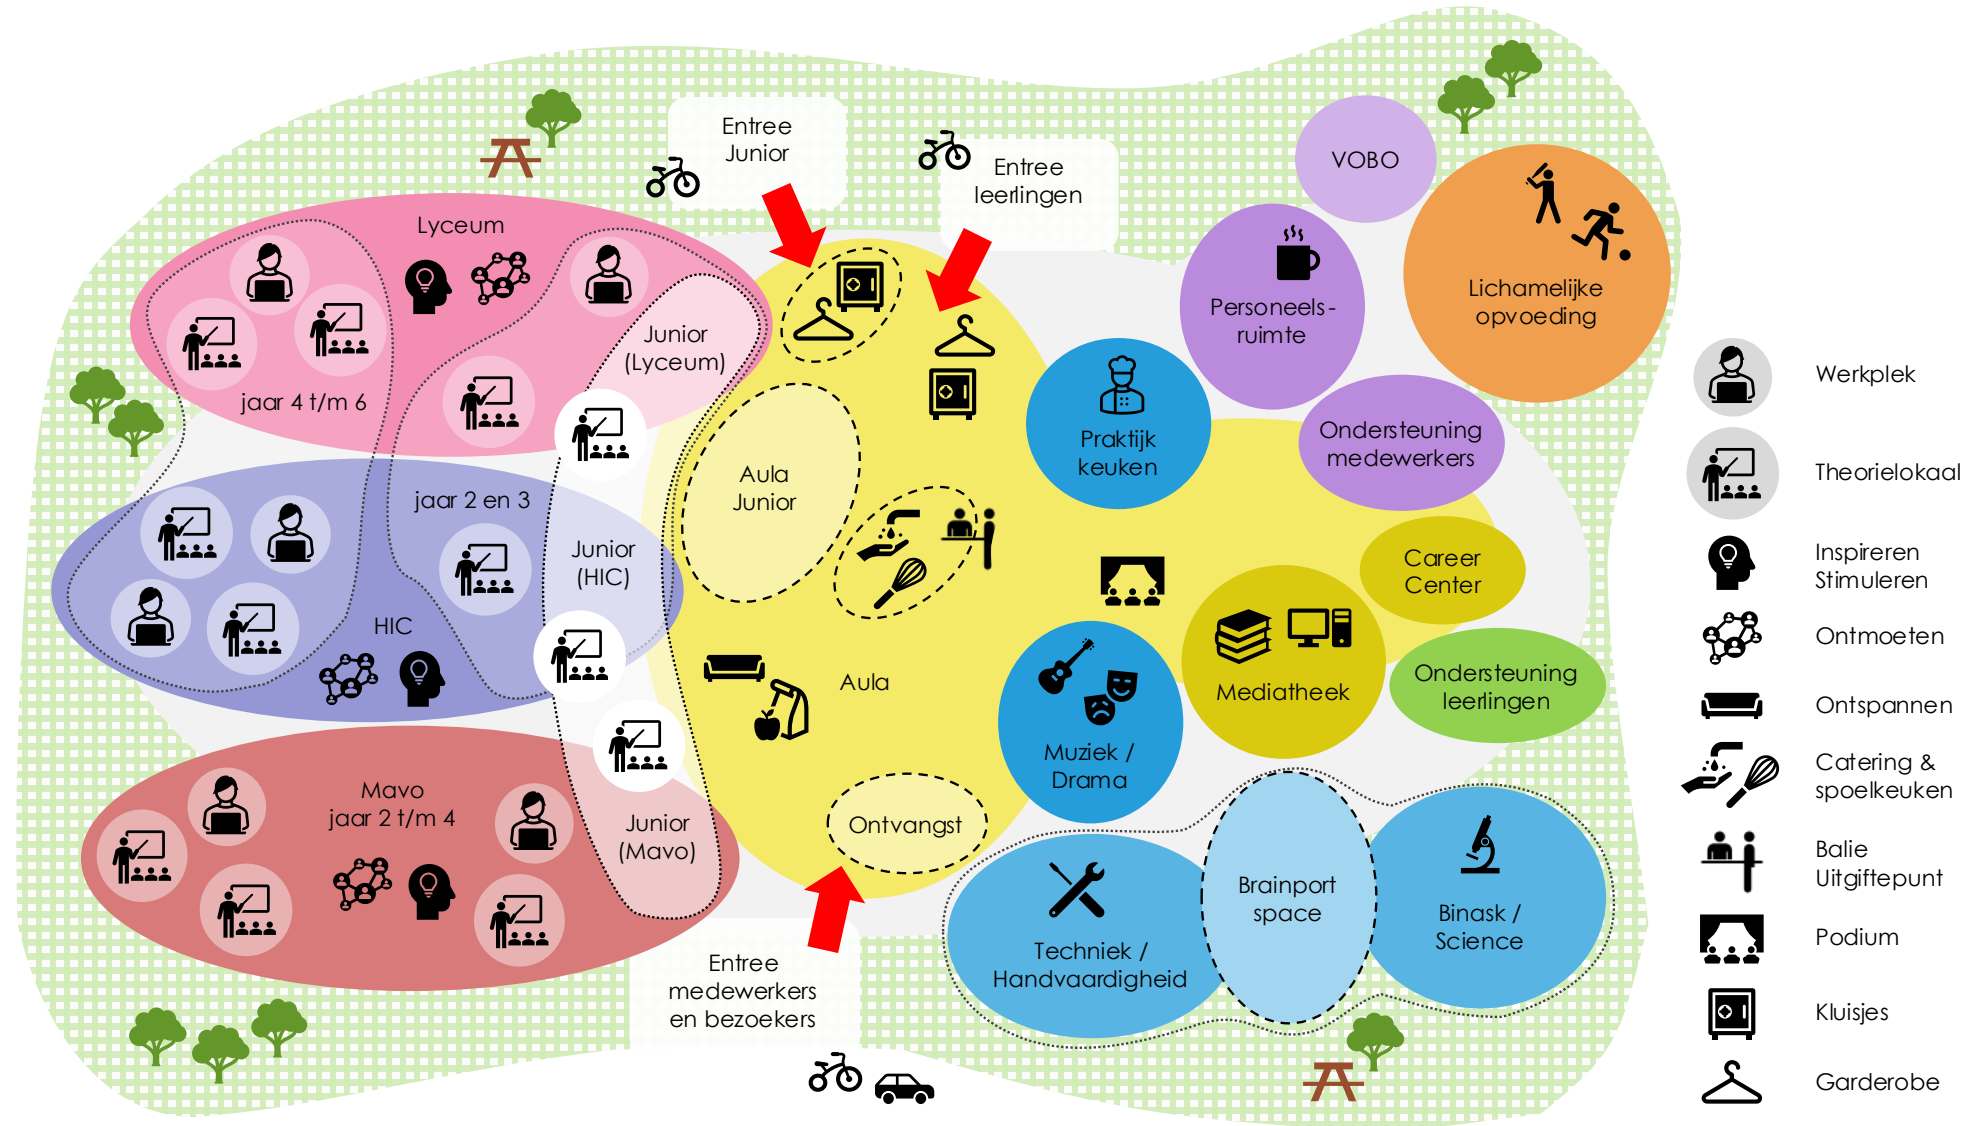 Entree
Junior
Entree
leerlingen
VOBO
Lyceum
Personeels-
ruimte
Lichamelijke
opvoeding
Junior
(Lyceum)
jaar 4 t/m 6
Praktijk
keuken
Ondersteuning
medewerkers
Aula
Junior
jaar 2 en 3
Junior
(HIC)
HIC
Career
Center
Aula
Mediatheek
Ondersteuning
leerlingen
Muziek /
Drama
Mavo
jaar 2 t/m 4
Junior
(Mavo)
Ontvangst
Brainport
space
Techniek /
Handvaardigheid
Binask /
Science
Entree
medewerkers
en bezoekers
Werkplek
Theorielokaal
Inspireren
Stimuleren
Ontmoeten
Ontspannen
Catering &
spoelkeuken
Balie
Uitgiftepunt
Podium
Kluisjes
Garderobe